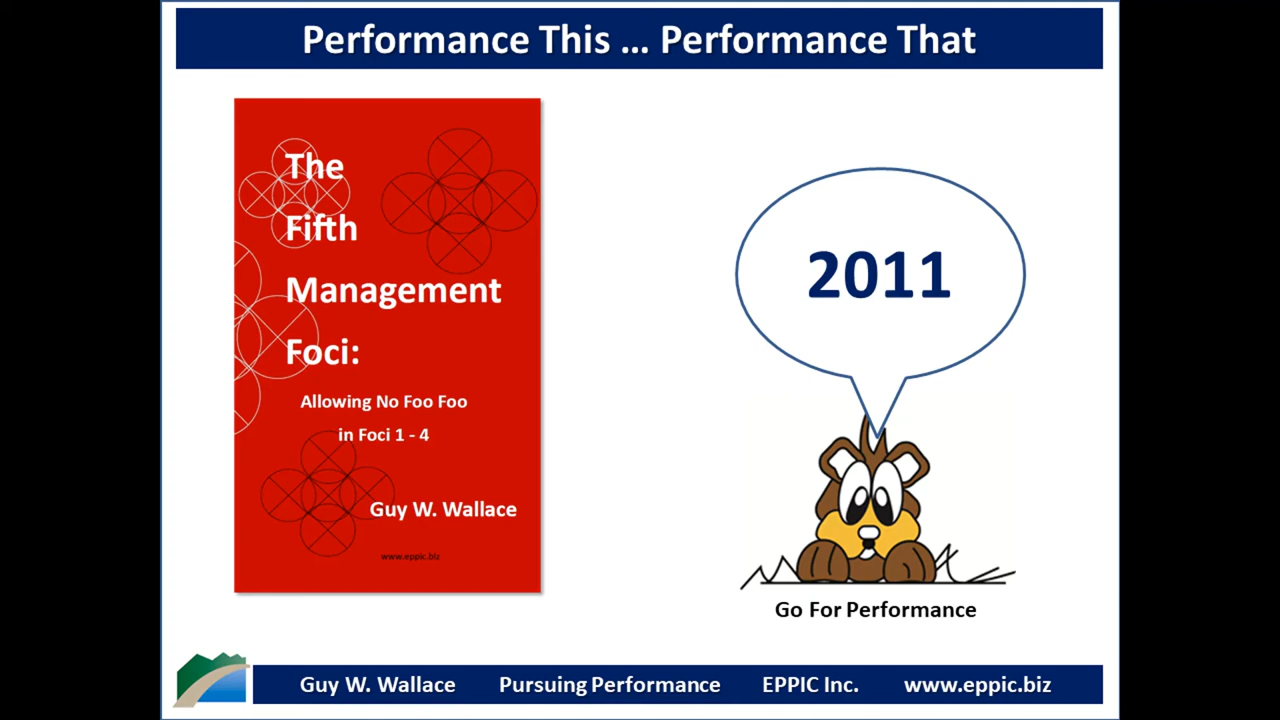 Performance This ... Performance That
The
Fifth
Management
Foci:
Allowing No Foo Foo
in Foci 1 - 4
Guy W. Wallace
www.eppic.biz
2011
Go For Performance
Guy W. Wallace Pursuing Performance EPPIC Inc. www.eppic.biz